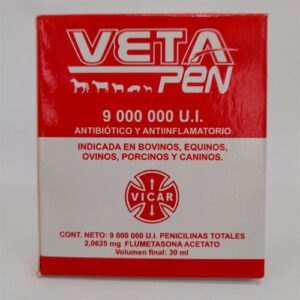 VETA
PEN
9 000 000 U.I.
ANTIBIÓTICO Y ANTIINFLAMATORIO
INDICADA EN BOVINOS, EQUINOS,
OVINOS, PORCINOS Y CANINOS.
VICAR
CONT. NETO: 9 000 000 U.I. PENICILINAS TOTALES
2,0625 mg FLUMETASONA ACETATO
Volumen final: 30 ml